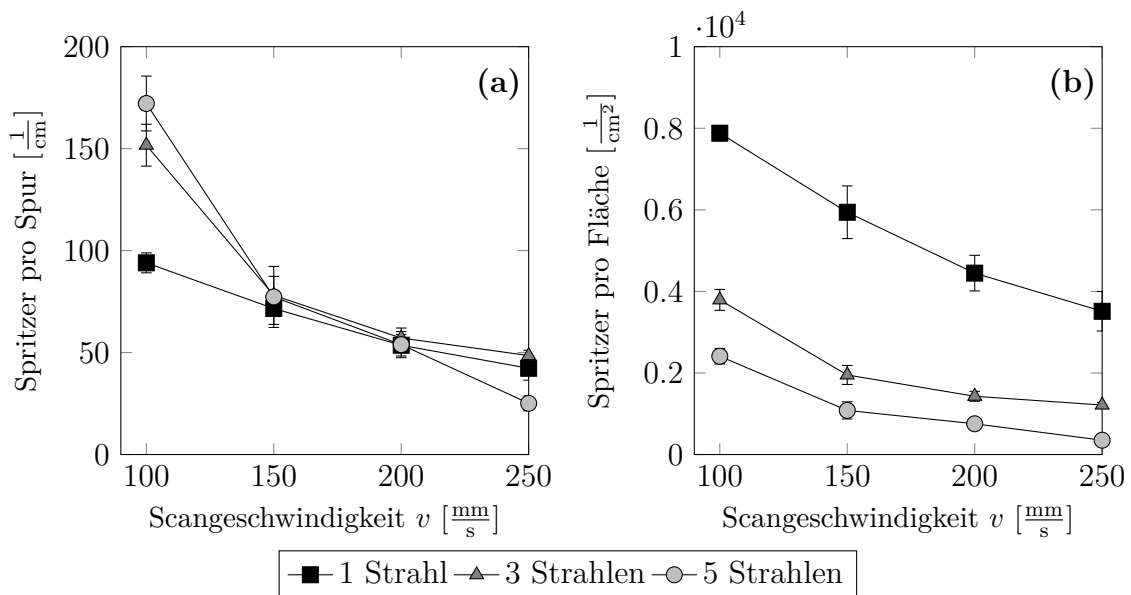 200
150
100
50
0
100 150 200 250
Spritzer pro Spur [1/cm]
Scangeschwindigkeit v [mm/s]
(a)
·10⁴
1
0.8
0.6
0.4
0.2
0
100 150 200 250
Spritzer pro Fläche [1/cm²]
Scangeschwindigkeit v [mm/s]
(b)
1 Strahl 3 Strahlen 5 Strahlen